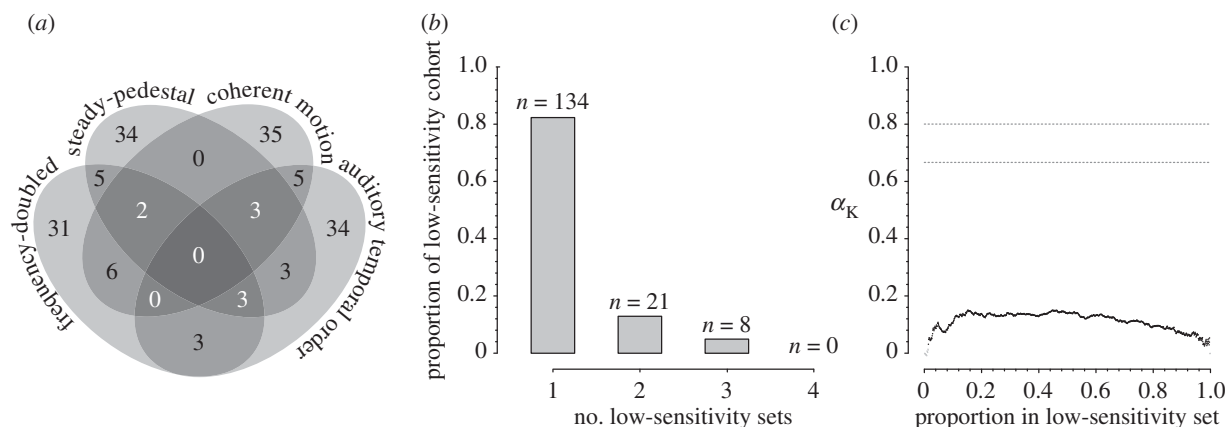 (a)
steady-pedestal
coherent motion
frequency-doubled
auditory temporal order
34
35
0
5
5
31
2
3
34
0
6
3
0
3
3
(b)
proportion of low-sensitivity cohort
1.0
0.8
0.6
0.4
0.2
0
n = 134
n = 21
n = 8
n = 0
1
2
3
4
no. low-sensitivity sets
(c)
αK
1.0
0.8
0.6
0.4
0.2
0
0
0.2
0.4
0.6
0.8
1.0
proportion in low-sensitivity set